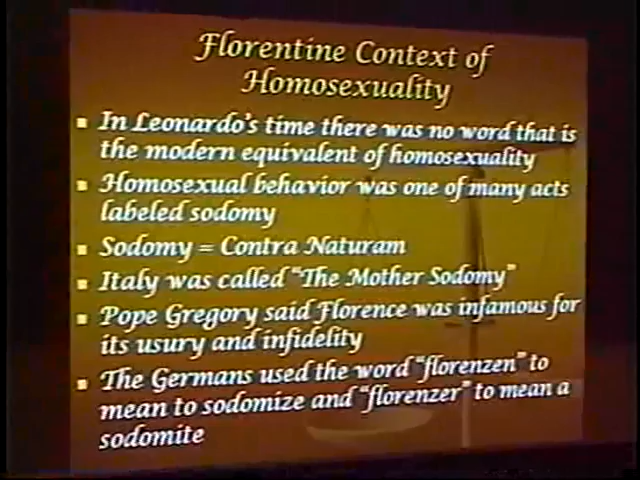 Florentine Context of
Homosexuality
▪ In Leonardo's time there was no word that is
the modern equivalent of homosexuality
▪ Homosexual behavior was one of many acts
labeled sodomy
▪ Sodomy = Contra Naturam
▪ Italy was called "The Mother Sodomy"
▪ Pope Gregory said Florence was infamous for
its usury and infidelity
▪ The Germans used the word "florenzen" to
mean to sodomize and "florenzer" to mean a
sodomite